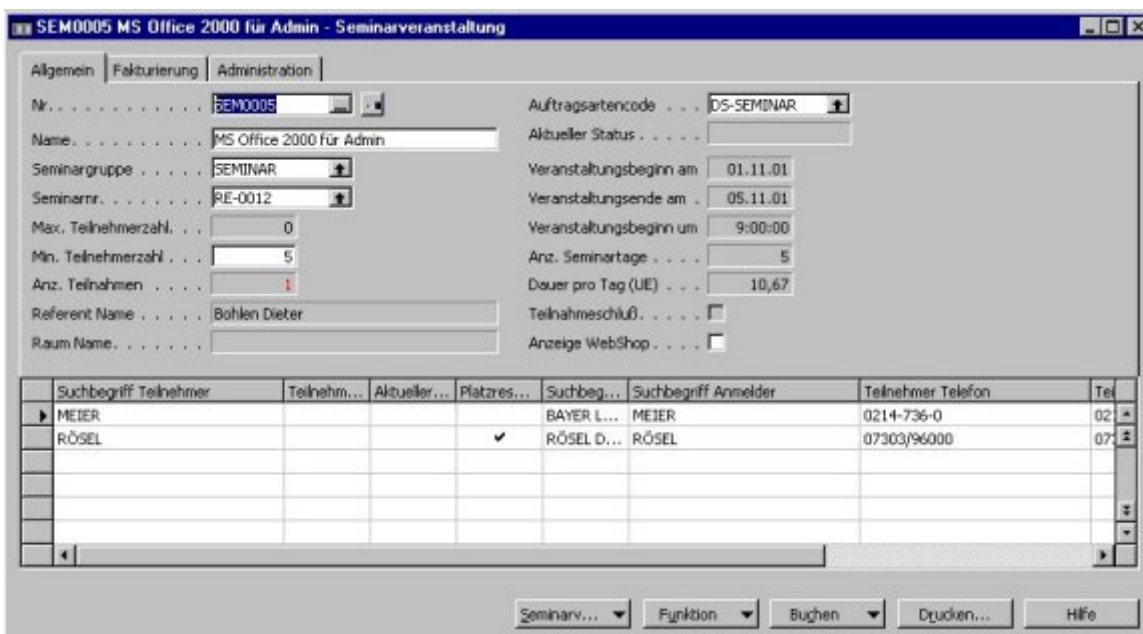 SEM0005 MS Office 2000 für Admin - Seminarveranstaltung
Allgemein Fakturierung Administration
Nr. . . . . . . . . . . . . SEM0005 ... Auftragsartencode . . . DS-SEMINAR
Name. . . . . . . . . . . MS Office 2000 für Admin Aktueller Status . . . . .
Seminargruppe . . . . . SEMINAR Veranstaltungsbeginn am 01.11.01
Seminarnr. . . . . . . . . RE-0012 Veranstaltungsende am . 05.11.01
Max. Teilnehmerzahl. . . 0 Veranstaltungsbeginn um 9:00:00
Min. Teilnehmerzahl . . . 5 Anz. Seminartage . . . . 5
Anz. Teilnahmen . . . . 1 Dauer pro Tag (UE) . . . 10,67
Referent Name . . . . . Bohlen Dieter Teilnahmeschluß. . . . .
Raum Name. . . . . . . Anzeige WebShop . . . .
Suchbegriff Teilnehmer Teilnehm... Aktueller... Platzres... Suchbeg... Suchbegriff Anmelder Teilnehmer Telefon Tei
MEIER BAYER L... MEIER 0214-736-0 02
RÖSEL ✔ RÖSEL D... RÖSEL 07303/96000 07
Seminarv... Funktion Buchen Drucken... Hilfe